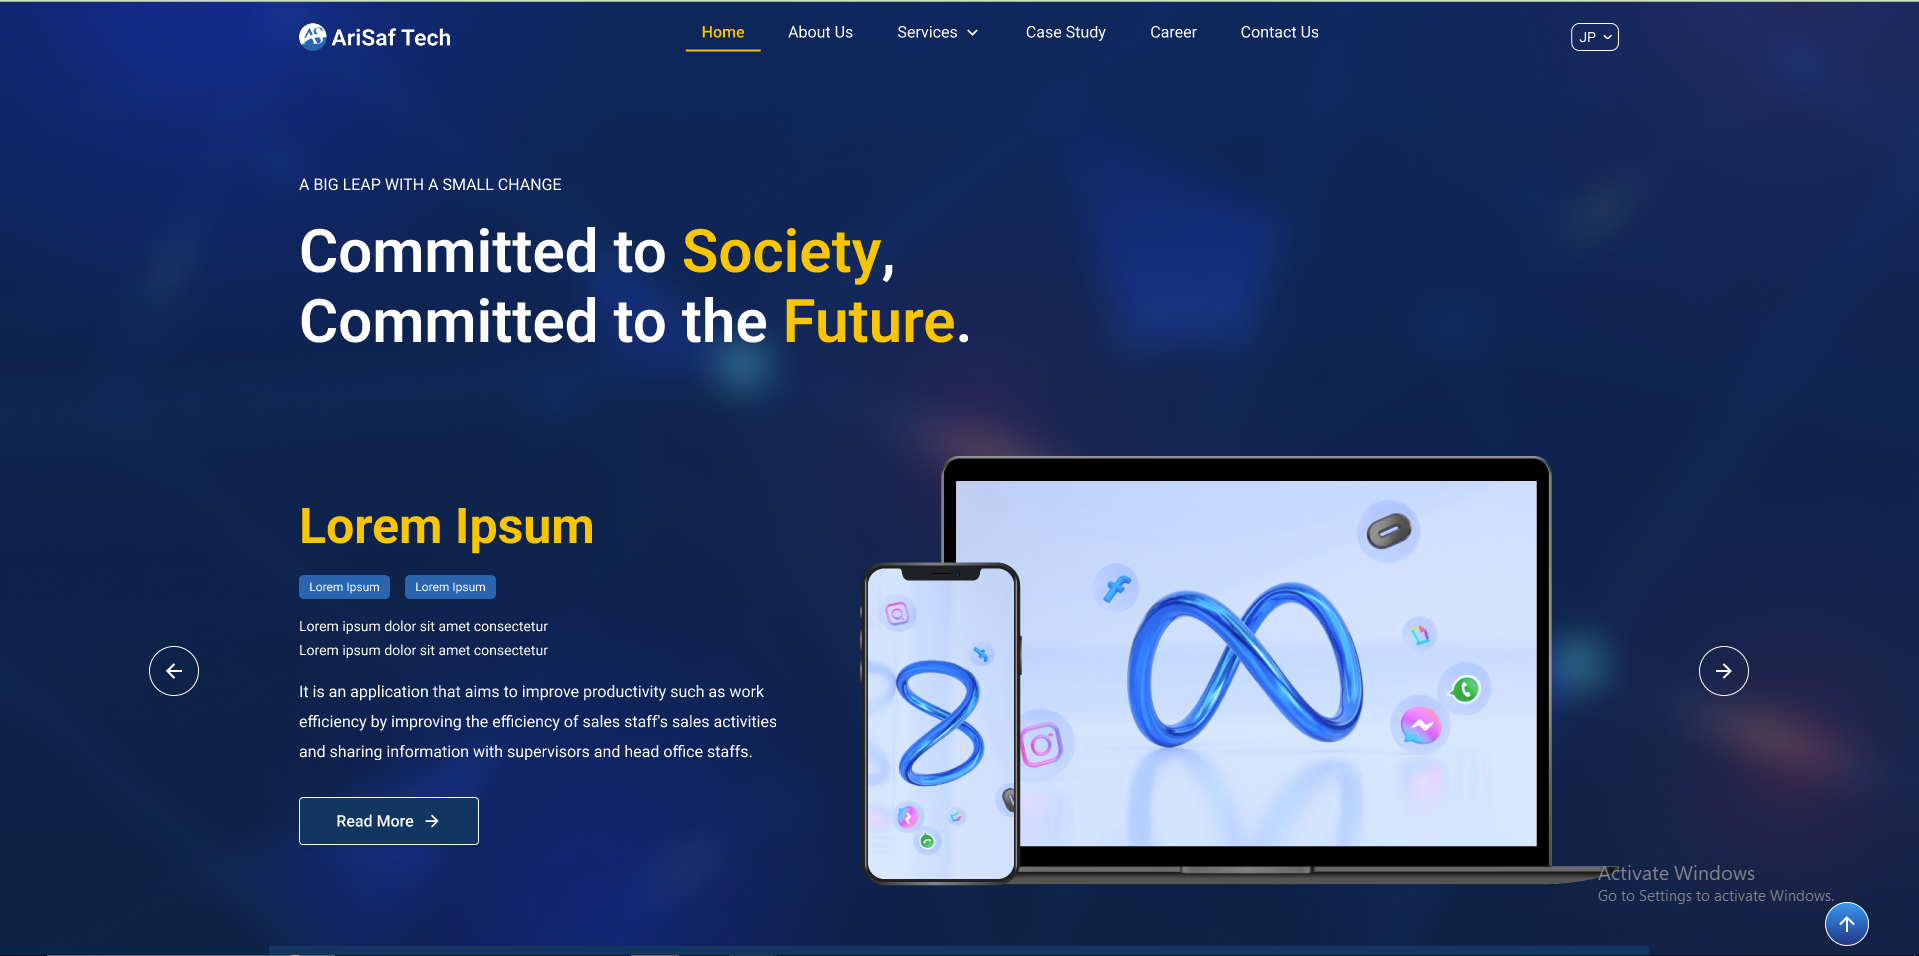 AriSaf Tech
Home
About Us
Services
Case Study
Career
Contact Us
JP
A BIG LEAP WITH A SMALL CHANGE
Committed to Society,
Committed to the Future.
Lorem Ipsum
Lorem Ipsum
Lorem Ipsum
Lorem ipsum dolor sit amet consectetur
Lorem ipsum dolor sit amet consectetur
It is an application that aims to improve productivity such as work
efficiency by improving the efficiency of sales staff's sales activities
and sharing information with supervisors and head office staffs.
Read More
Activate Windows
Go to Settings to activate Windows.